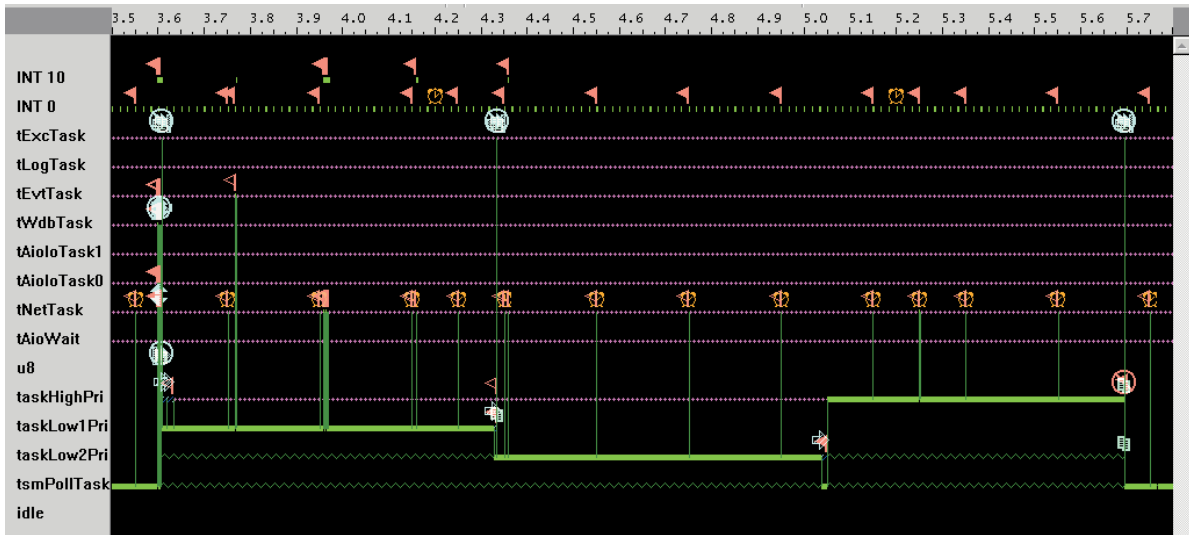 3.5 3.6 3.7 3.8 3.9 4.0 4.1 4.2 4.3 4.4 4.5 4.6 4.7 4.8 4.9 5.0 5.1 5.2 5.3 5.4 5.5 5.6 5.7
INT 10
INT 0
tExcTask
tLogTask
tEvtTask
tWdbTask
tAioIoTask1
tAioIoTask0
tNetTask
tAioWait
u8
taskHighPri
taskLow1Pri
taskLow2Pri
tsmPollTask
idle